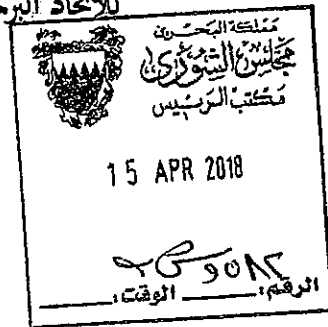 للاتحاد البر
مملكة البحرين
مجلس الشورى
مكتب الرئيس
15 APR 2018
الرقم: الوقت: